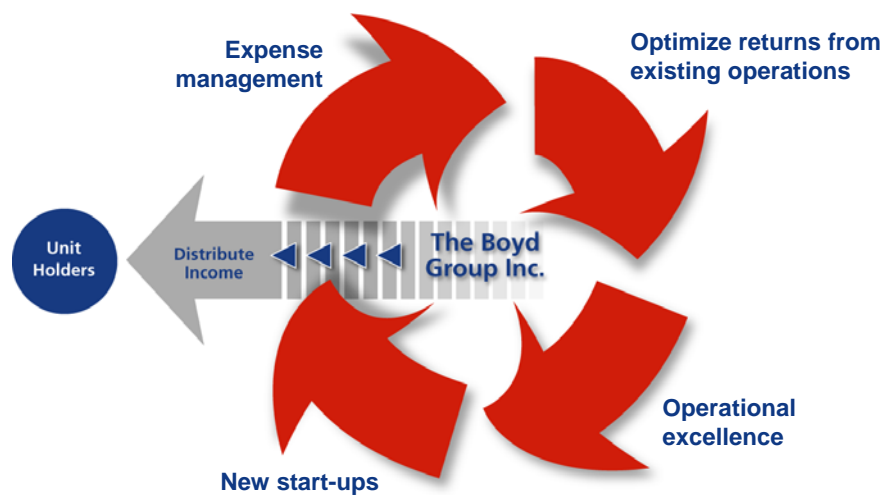 Expense
management
Optimize returns from
existing operations
Unit
Holders
Distribute
Income
The Boyd
Group Inc.
Operational
excellence
New start-ups